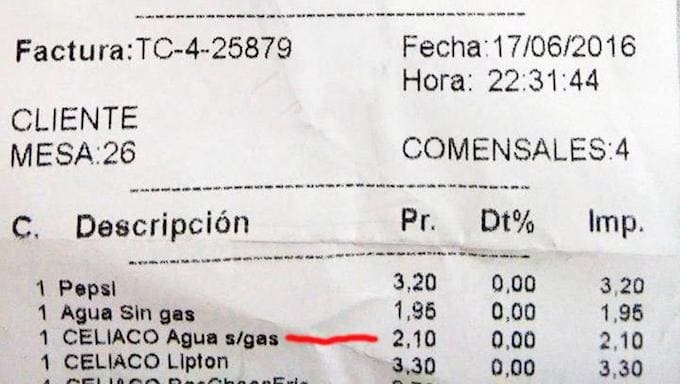 Factura:TC-4-25879 Fecha:17/06/2016
Hora: 22:31:44
CLIENTE
MESA:26 COMENSALES:4
C. Descripción Pr. Dt% Imp.
1 Pepsi 3,20 0,00 3,20
1 Agua Sin gas 1,95 0,00 1,95
1 CELIACO Agua s/gas 2,10 0,00 2,10
1 CELIACO Lipton 3,30 0,00 3,30
1 CELIACO